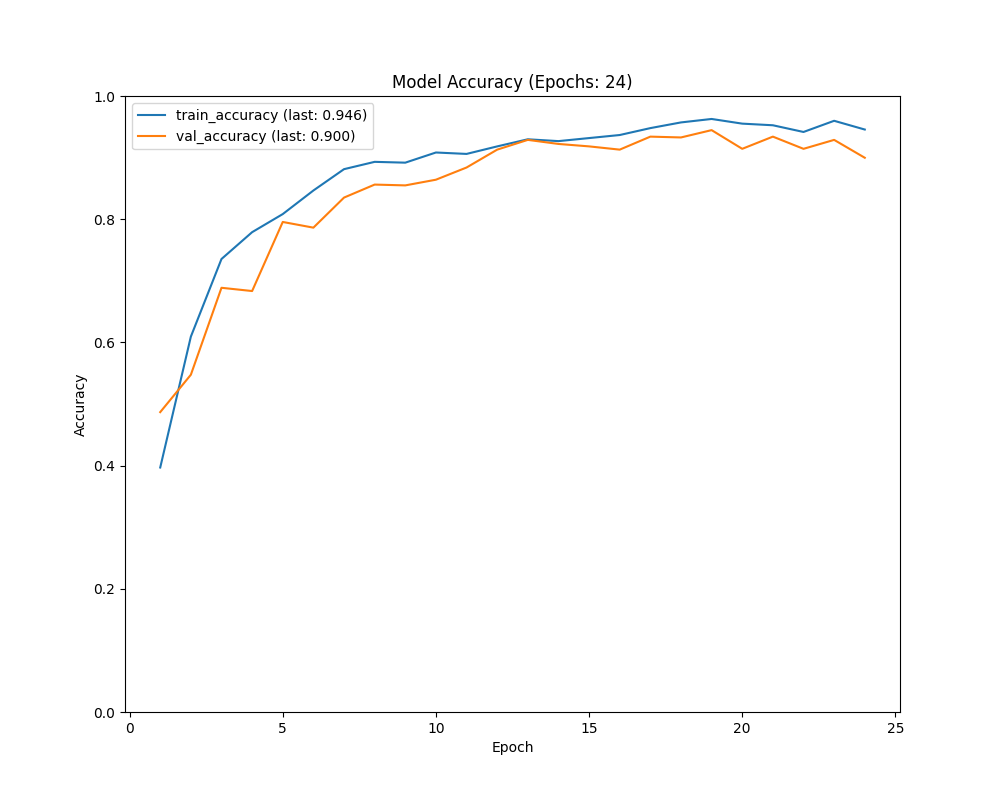 Model Accuracy (Epochs: 24)
train_accuracy (last: 0.946)
val_accuracy (last: 0.900)
1.0
0.8
0.6
0.4
0.2
0.0
Accuracy
0 5 10 15 20 25
Epoch